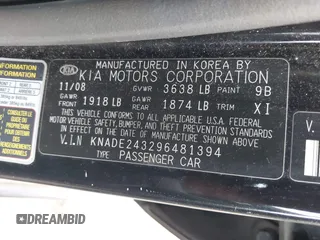 MANUFACTURED IN KOREA BY
KIA KIA MOTORS CORPORATION
11/08 GVWR 3638 LB PAINT 9B
GAWR FRONT 1918 LB GAWR REAR 1874 LB TRIM XI
THIS VEHICLE CONFORMS TO ALL APPLICABLE U.S.A FEDERAL
MOTOR VEHICLE SAFETY, BUMPER, AND THEFT PREVENTION
STANDARDS IN EFFECT ON THE DATE OF MANUFACTURE SHOWN ABOVE.
V.I.N KNADE243296481394
TYPE PASSENGER CAR
DREAMBID